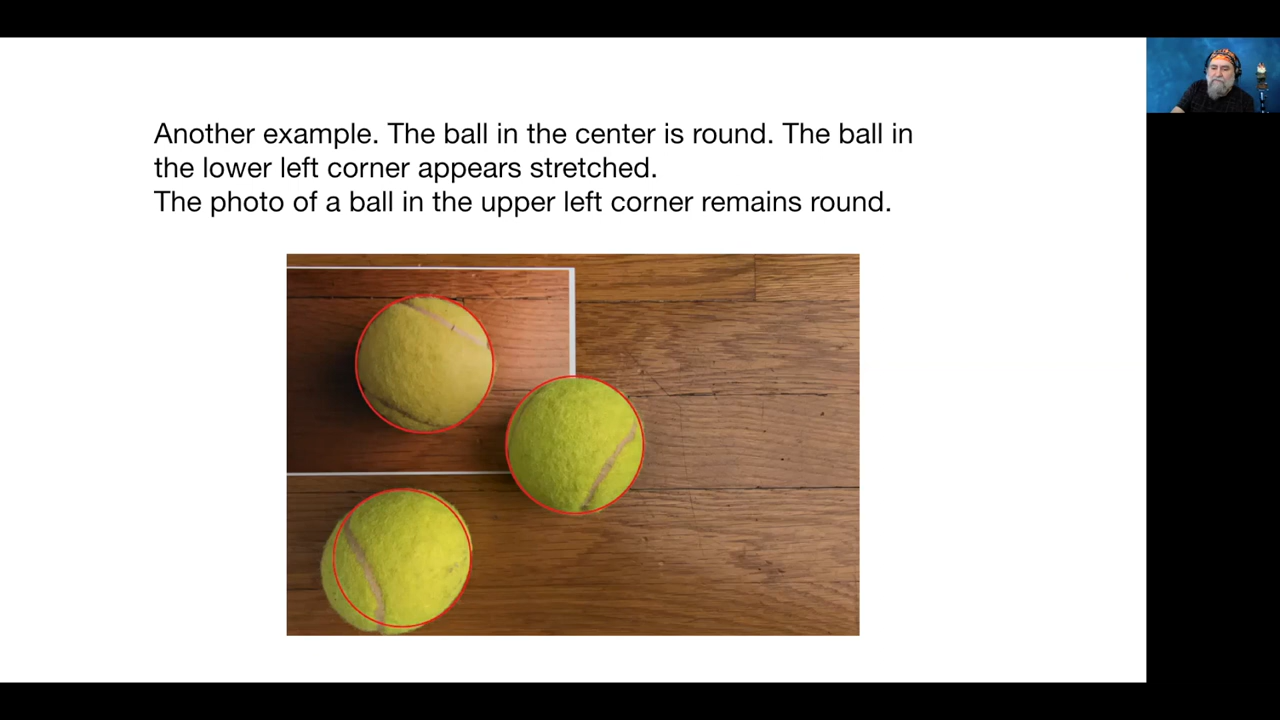 Another example. The ball in the center is round. The ball in
the lower left corner appears stretched.
The photo of a ball in the upper left corner remains round.